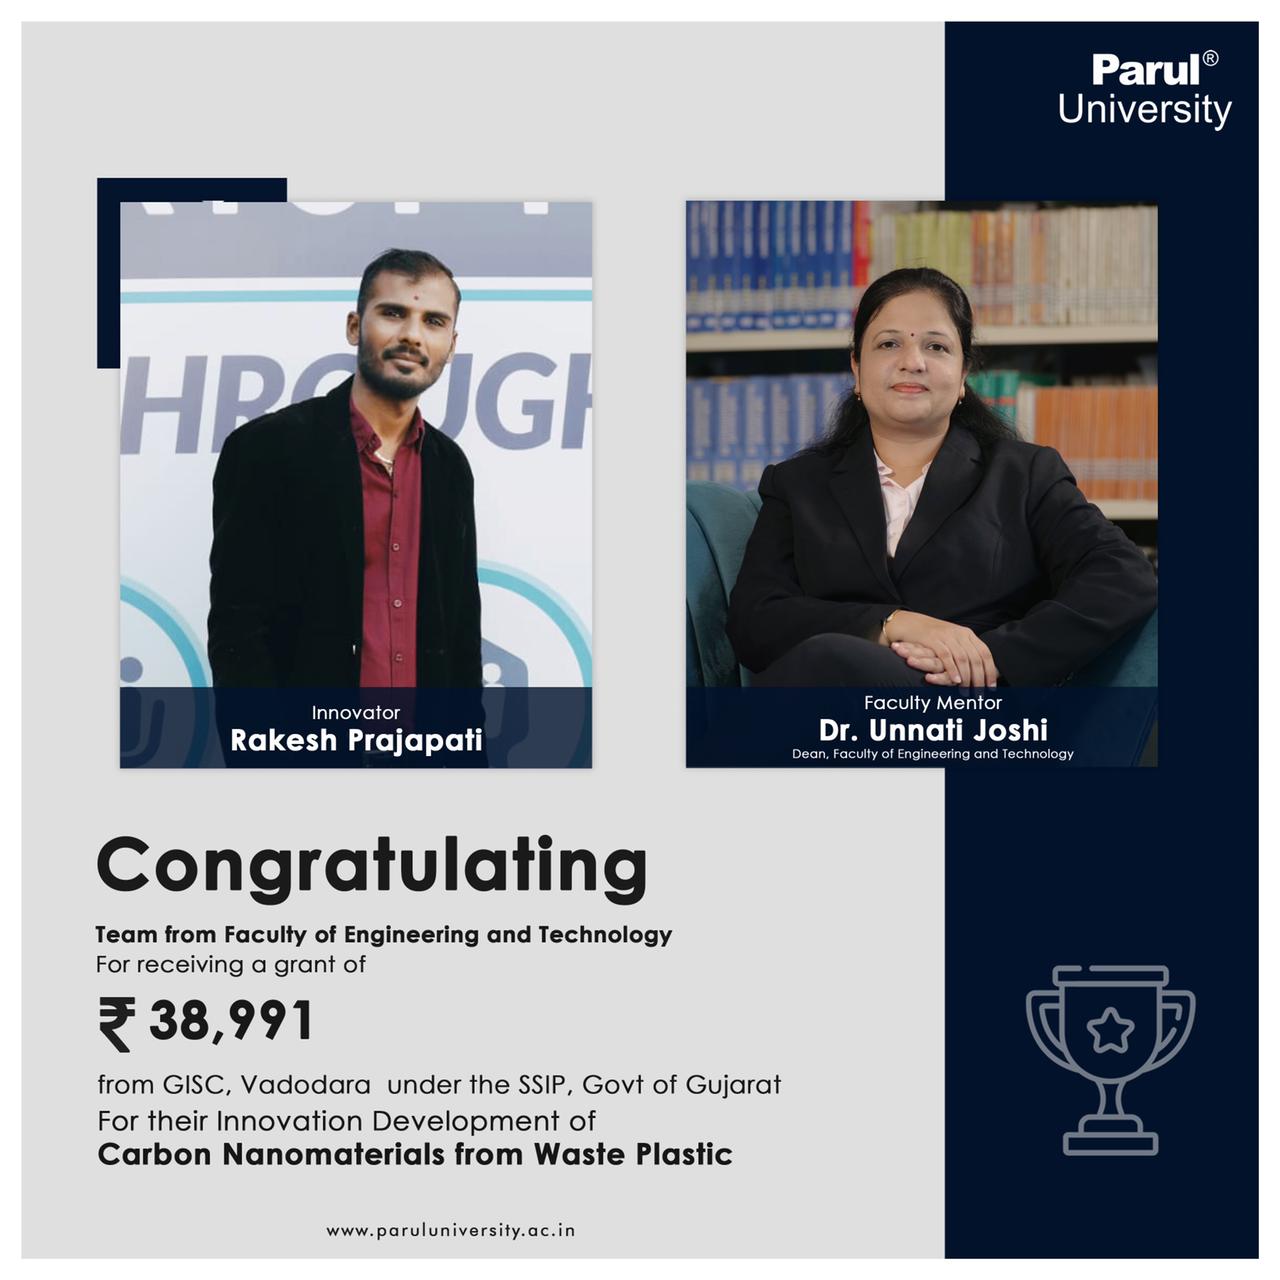 Parul®
University
HROUGH
Innovator
Rakesh Prajapati
Faculty Mentor
Dr. Unnati Joshi
Dean, Faculty of Engineering and Technology
Congratulating
Team from Faculty of Engineering and Technology
For receiving a grant of
₹ 38,991
from GISC, Vadodara under the SSIP, Govt of Gujarat
For their Innovation Development of
Carbon Nanomaterials from Waste Plastic
www.paruluniversity.ac.in